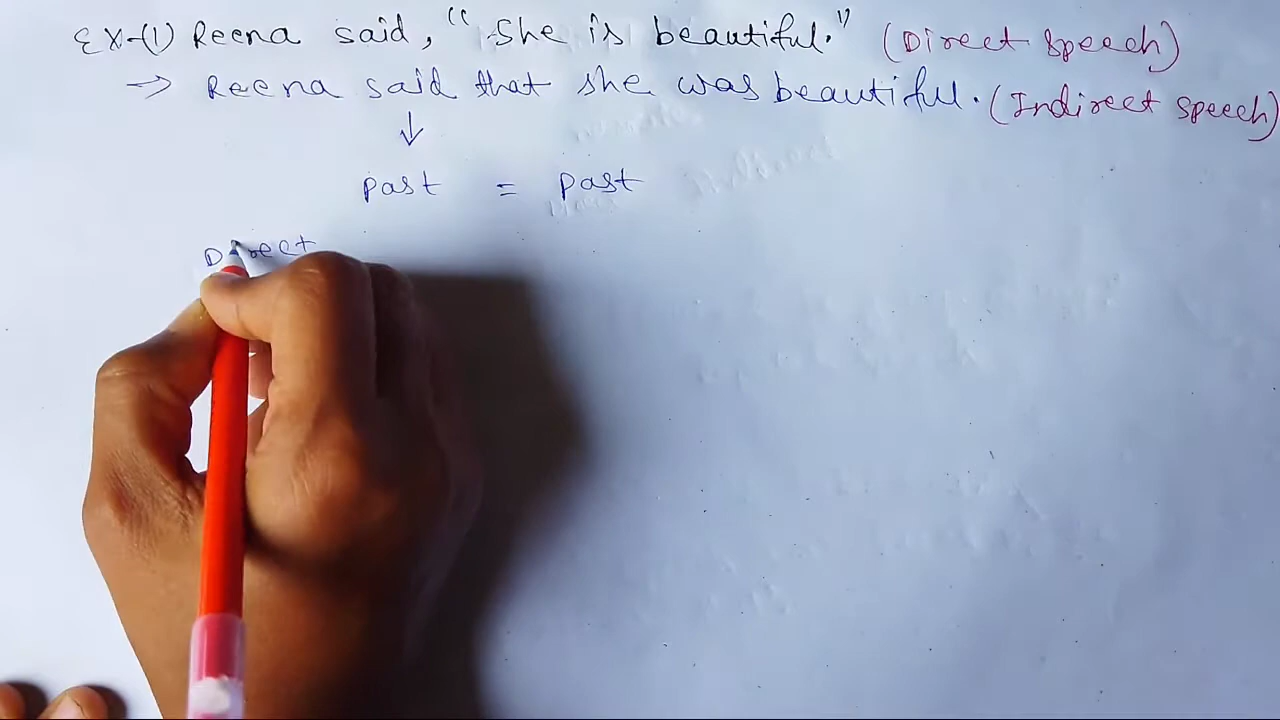 Ex-(1) Reena said, "She is beautiful." (Direct Speech)
⇒ Reena said that she was beautiful. (Indirect Speech)
↓
Past = Past
Direct